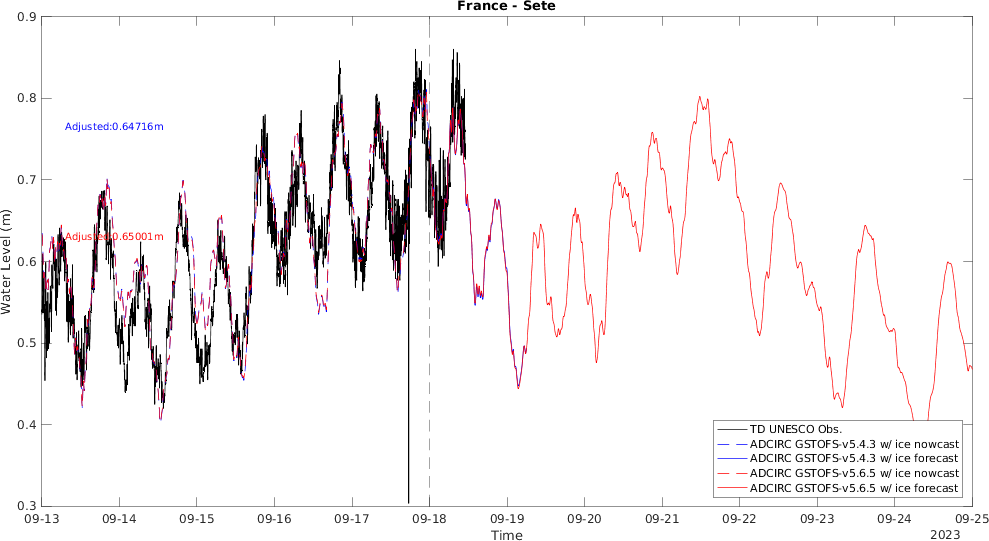 France - Sete
0.9
0.8
0.7
0.6
0.5
0.4
0.3
Water Level (m)
Adjusted:0.64716m
Adjusted:0.65001m
TD UNESCO Obs.
ADCIRC GSTOFS-v5.4.3 w/ ice nowcast
ADCIRC GSTOFS-v5.4.3 w/ ice forecast
ADCIRC GSTOFS-v5.6.5 w/ ice nowcast
ADCIRC GSTOFS-v5.6.5 w/ ice forecast
09-13 09-14 09-15 09-16 09-17 09-18 09-19 09-20 09-21 09-22 09-23 09-24 09-25
Time
2023